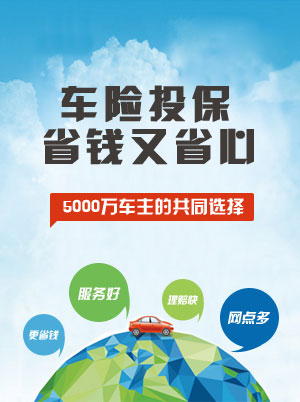 车险投保
省钱又省心
5000万车主的共同选择
服务好
理赔快
网点多
更省钱